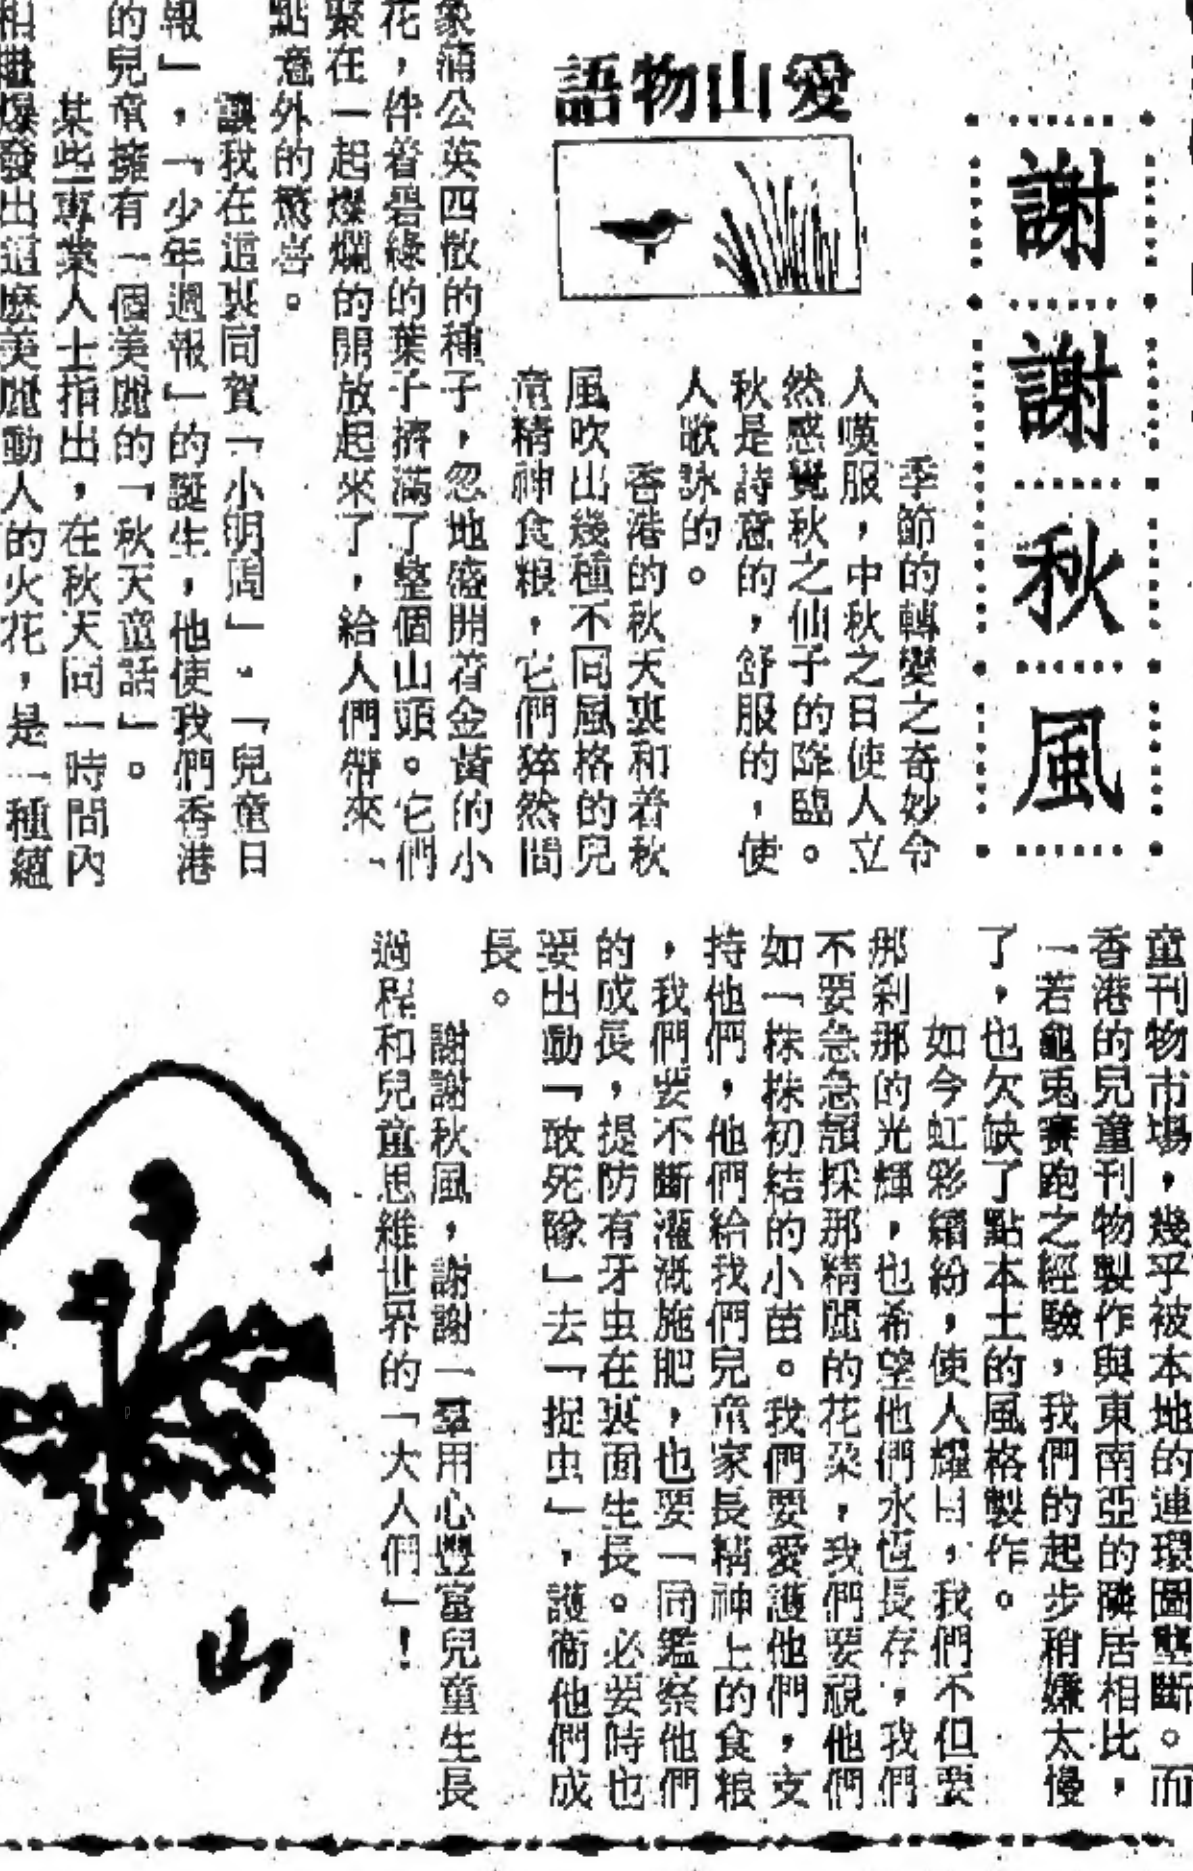 謝謝秋風
愛山物語
季節的轉變之奇妙令
人嘆服,中秋之日使人立
然感覺秋之仙子的降臨。
秋是詩意的,舒服的,使
人歌詠的。
香港的秋天裏和着秋
風吹出幾種不同風格的兒
童精神食粮,它們猝然間
象蒲公英四散的種子,忽地盛開着金黃的小
花,伴着碧綠的葉子擠滿了整個山頭。它們
聚在一起燦爛的開放起來了,給人們帶來一
點意外的驚喜。
讓我在這裏同賀「小明周」、「兒童日
報」,「少年週報」的誕生,他使我們香港
的兒童擁有一個美麗的「秋天童話」。
某些專業人士指出,在秋天同一時間內
相繼爆發出這麼美麗動人的火花,是一種蘊
童刊物市場,幾乎被本地的連環圖壟斷。而
香港的兒童刊物製作與東南亞的隣居相比,
一若龜兎賽跑之經驗,我們的起步稍嫌太慢
了,也欠缺了點本土的風格製作。
如今虹彩繽紛,使人耀目,我們不但要
那刹那的光輝,也希望他們永恆長存,我們
不要急急頡採那精麗的花朶,我們要視他們
如一株株初結的小苗。我們要愛護他們,支
持他們,他們給我們兒童家長精神上的食粮
,我們要不斷灌溉施肥,也要一同鑑察他們
的成長,提防有牙虫在裏面生長。必要時也
要出動「敢死隊」去「捉虫」,護衞他們成
長。
謝謝秋風,謝謝一羣用心豐富兒童生長
過程和兒童思維世界的「大人們」!
山